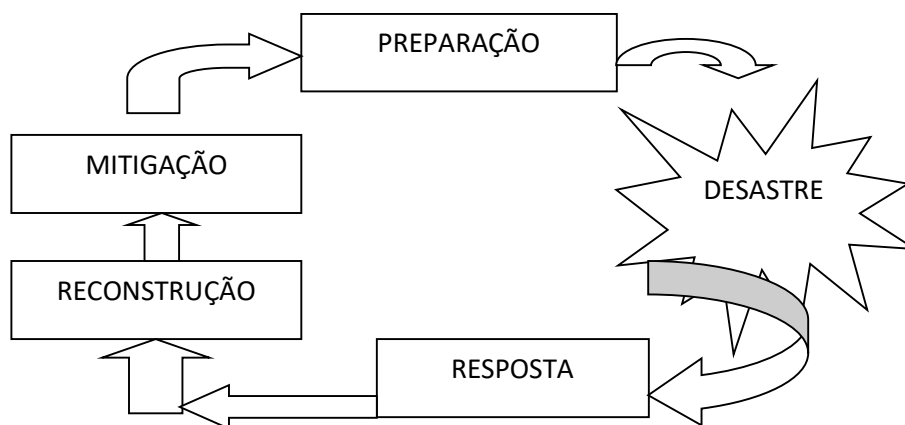 PREPARAÇÃO
MITIGAÇÃO
DESASTRE
RECONSTRUÇÃO
RESPOSTA